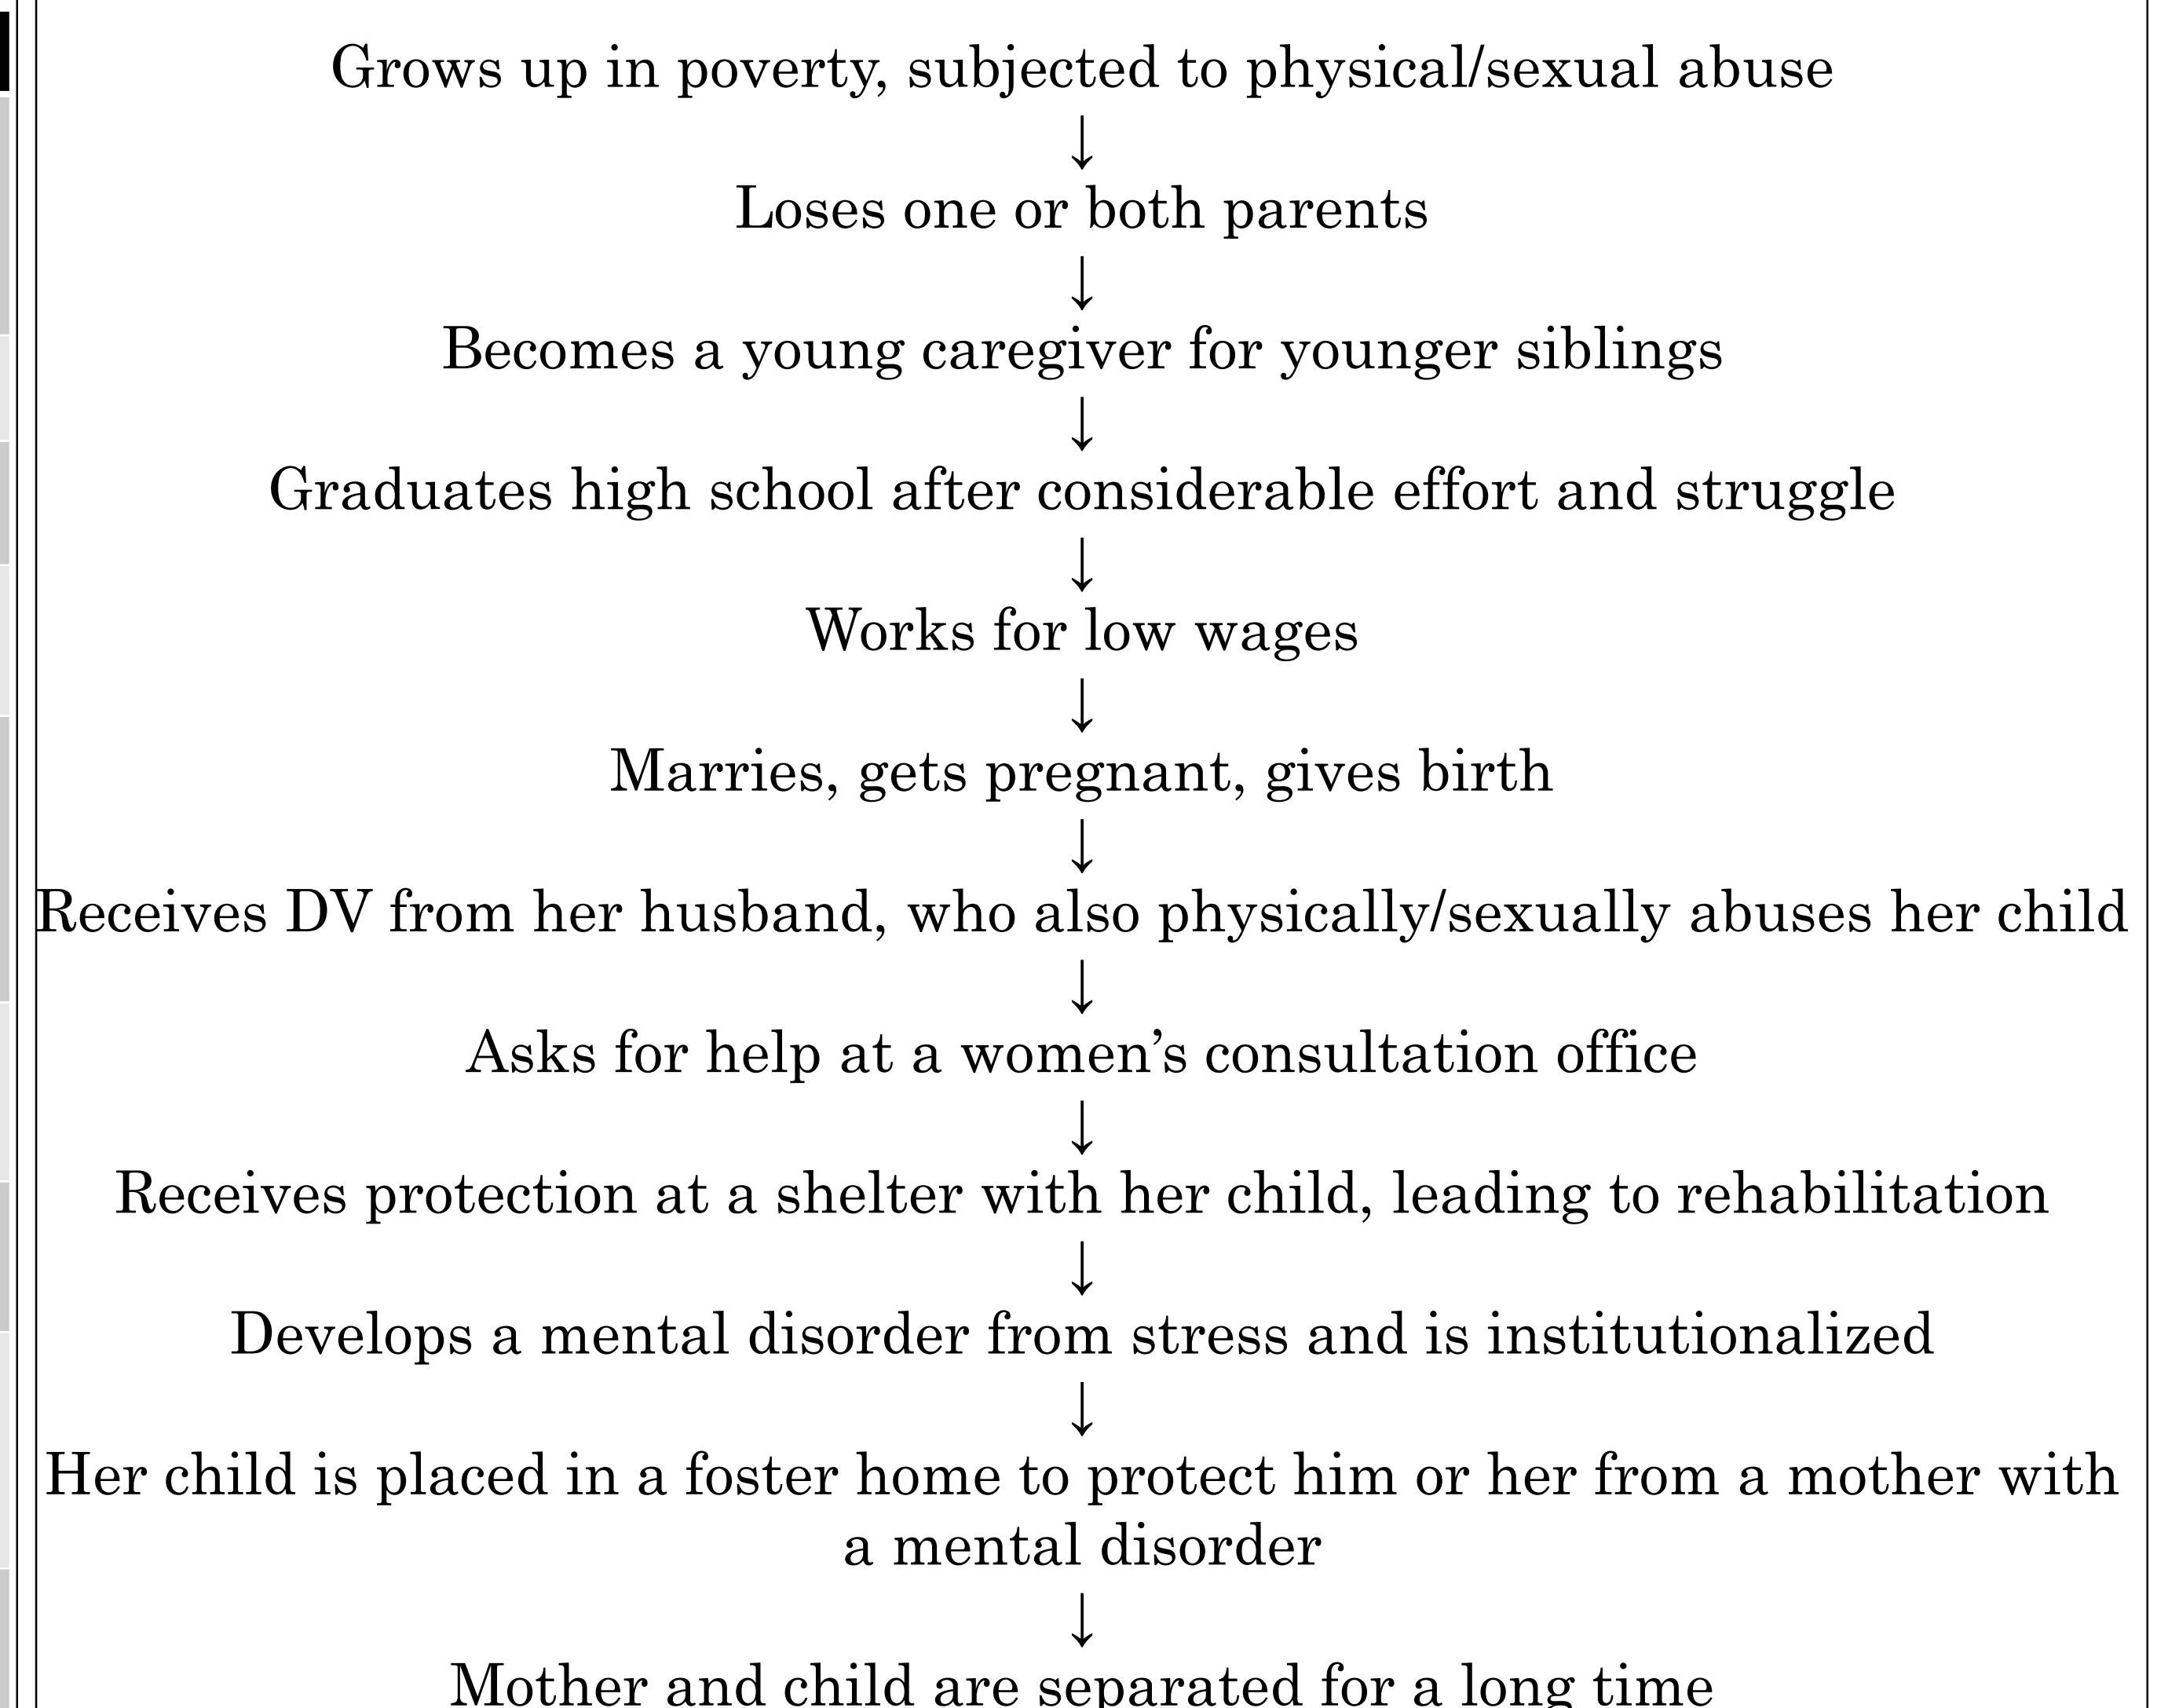 Grows up in poverty, subjected to physical/sexual abuse
↓
Loses one or both parents
↓
Becomes a young caregiver for younger siblings
↓
Graduates high school after considerable effort and struggle
↓
Works for low wages
↓
Marries, gets pregnant, gives birth
↓
Receives DV from her husband, who also physically/sexually abuses her child
↓
Asks for help at a women’s consultation office
↓
Receives protection at a shelter with her child, leading to rehabilitation
↓
Develops a mental disorder from stress and is institutionalized
↓
Her child is placed in a foster home to protect him or her from a mother with
a mental disorder
↓
Mother and child are separated for a long time